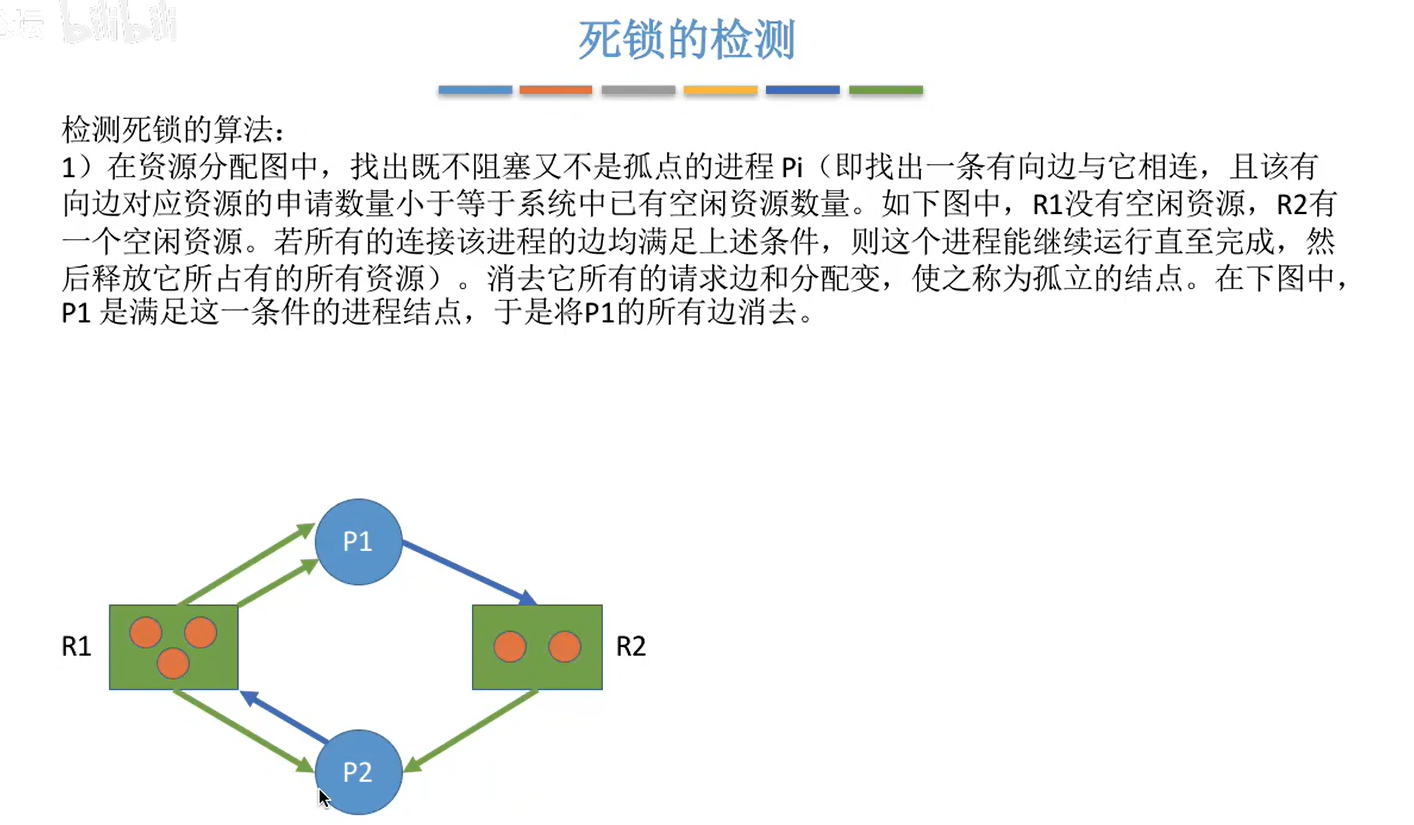 坛 bilibili
死锁的检测
检测死锁的算法：
1）在资源分配图中，找出既不阻塞又不是孤点的进程 Pi（即找出一条有向边与它相连，且该有
向边对应资源的申请数量小于等于系统中已有空闲资源数量。如下图中，R1没有空闲资源，R2有
一个空闲资源。若所有的连接该进程的边均满足上述条件，则这个进程能继续运行直至完成，然
后释放它所占有的所有资源）。消去它所有的请求边和分配变，使之称为孤立的结点。在下图中，
P1 是满足这一条件的进程结点，于是将P1的所有边消去。
P1
R1
R2
P2